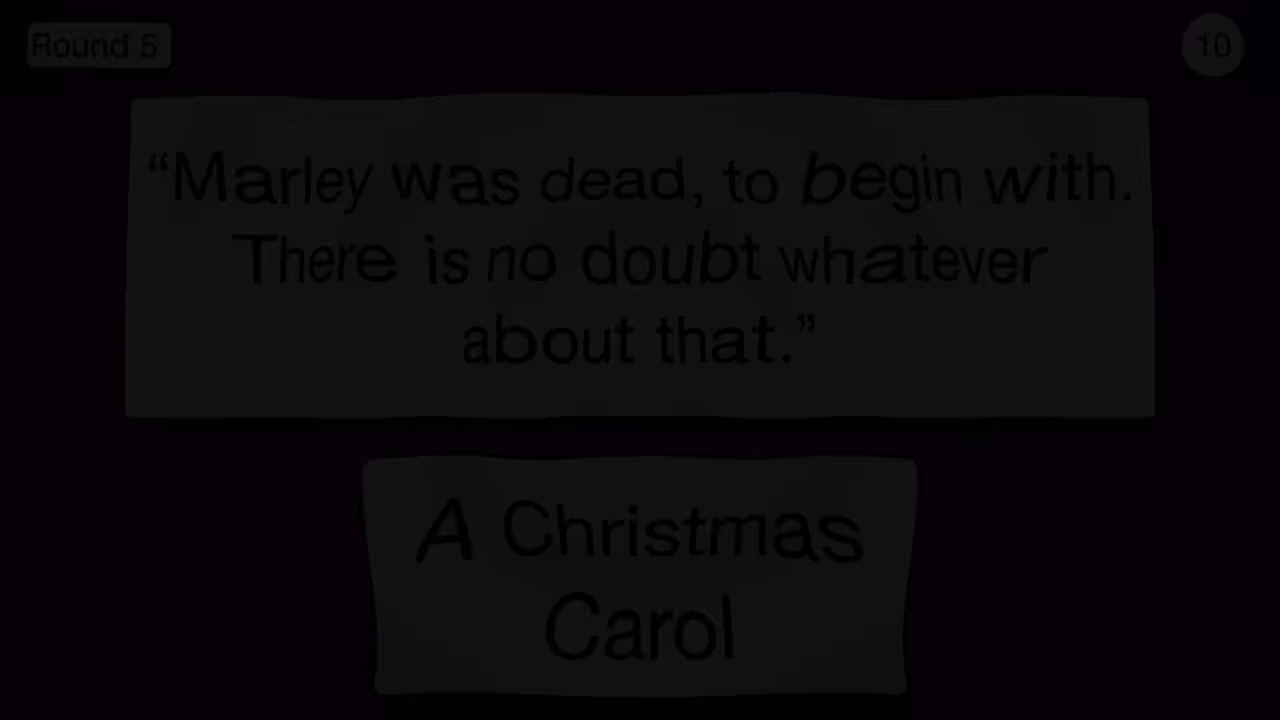 Round 5
10
“Marley was dead, to begin with.
There is no doubt whatever
about that.”
A Christmas
Carol